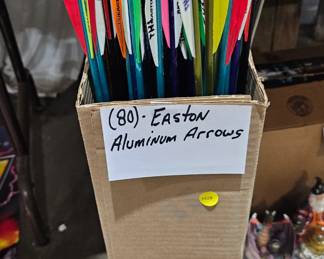 (80)- EASTON
ALUMINUM ARROWS